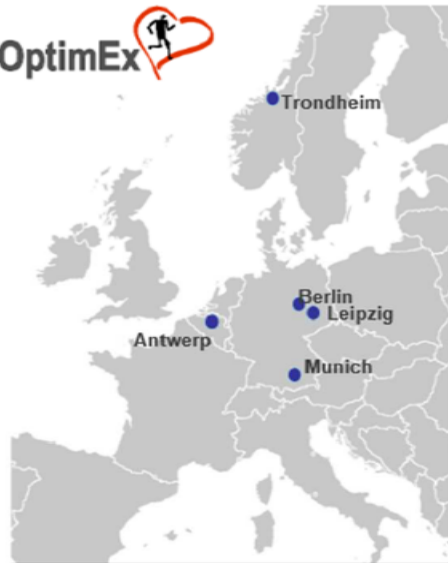 OptimEx
Trondheim
Berlin
Leipzig
Antwerp
Munich